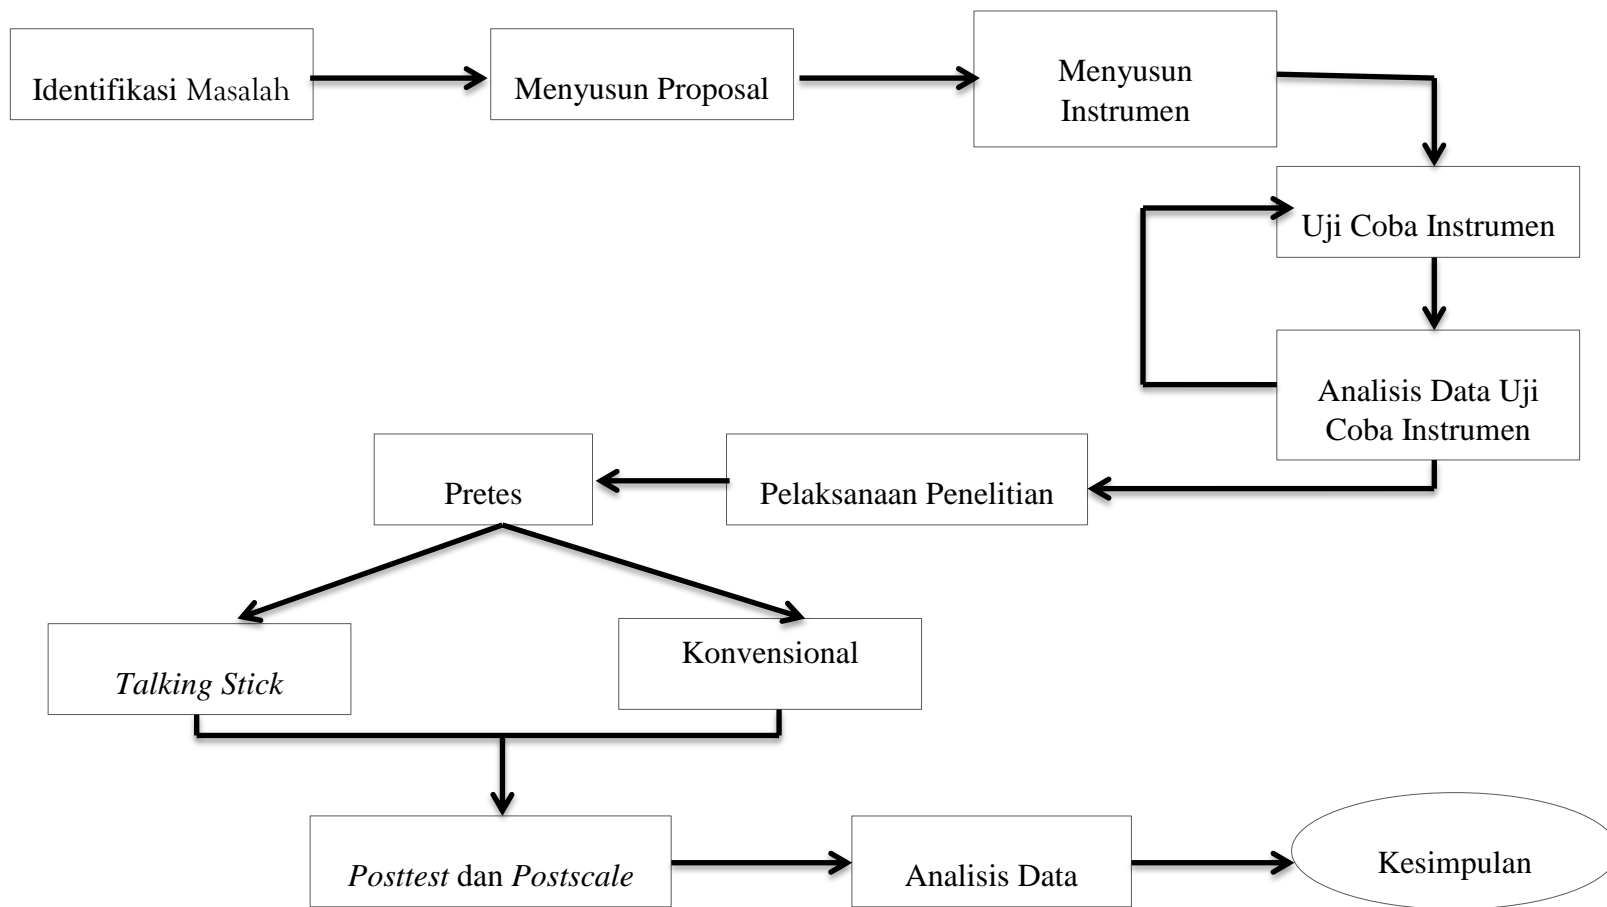 Identifikasi Masalah
Menyusun Proposal
Menyusun
Instrumen
Uji Coba Instrumen
Analisis Data Uji
Coba Instrumen
Pelaksanaan Penelitian
Pretes
Talking Stick
Konvensional
Posttest dan Postscale
Analisis Data
Kesimpulan